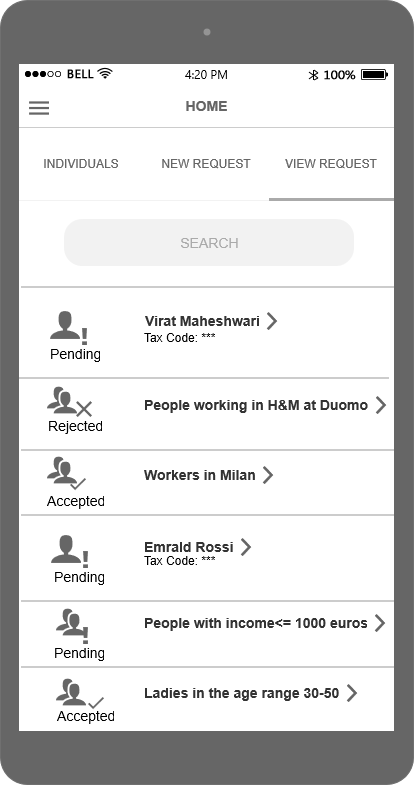 BELL 4:20 PM 100%
HOME
INDIVIDUALS NEW REQUEST VIEW REQUEST
SEARCH
Virat Maheshwari
Tax Code: ***
Pending
People working in H&M at Duomo
Rejected
Workers in Milan
Accepted
Emrald Rossi
Tax Code: ***
Pending
People with income<= 1000 euros
Pending
Ladies in the age range 30-50
Accepted